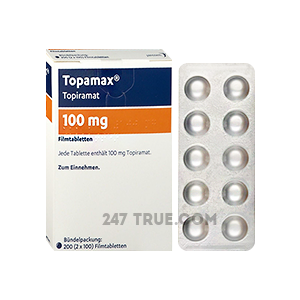 Topamax®
Topiramat
100 mg
Filmtabletten
Jede Tablette enthält 100 mg Topiramat.
Zum Einnehmen.
247 TRUE.COM
Bündelpackung:
200 (2 x 100) Filmtabletten